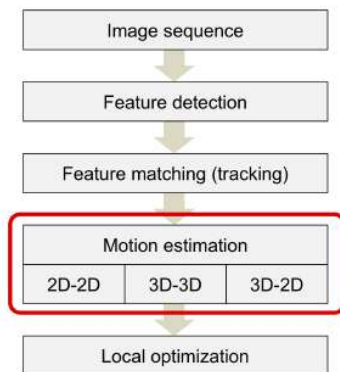 Image sequence
Feature detection
Feature matching (tracking)
Motion estimation
2D-2D 3D-3D 3D-2D
Local optimization